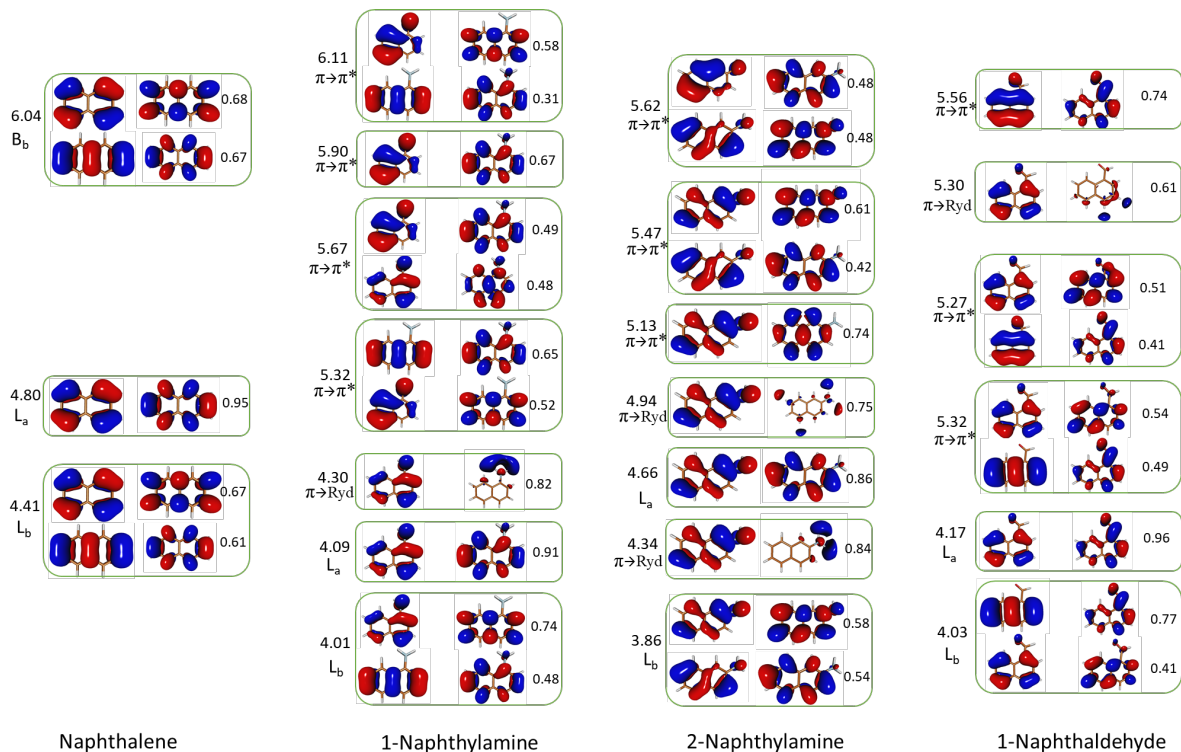 6.04
B_b
0.68
0.67
4.80
L_a
0.95
4.41
L_b
0.67
0.61
Naphthalene
6.11
π→π*
0.58
0.31
5.90
π→π*
0.67
5.67
π→π*
0.49
0.48
5.32
π→π*
0.65
0.52
4.30
π→Ryd
0.82
4.09
L_a
0.91
4.01
L_b
0.74
0.48
1-Naphthylamine
5.62
π→π*
0.48
0.48
5.47
π→π*
0.61
0.42
5.13
π→π*
0.74
4.94
π→Ryd
0.75
4.66
L_a
0.86
4.34
π→Ryd
0.84
3.86
L_b
0.58
0.54
2-Naphthylamine
5.56
π→π*
0.74
5.30
π→Ryd
0.61
5.27
π→π*
0.51
0.41
5.32
π→π*
0.54
0.49
4.17
L_a
0.96
4.03
L_b
0.77
0.41
1-Naphthaldehyde